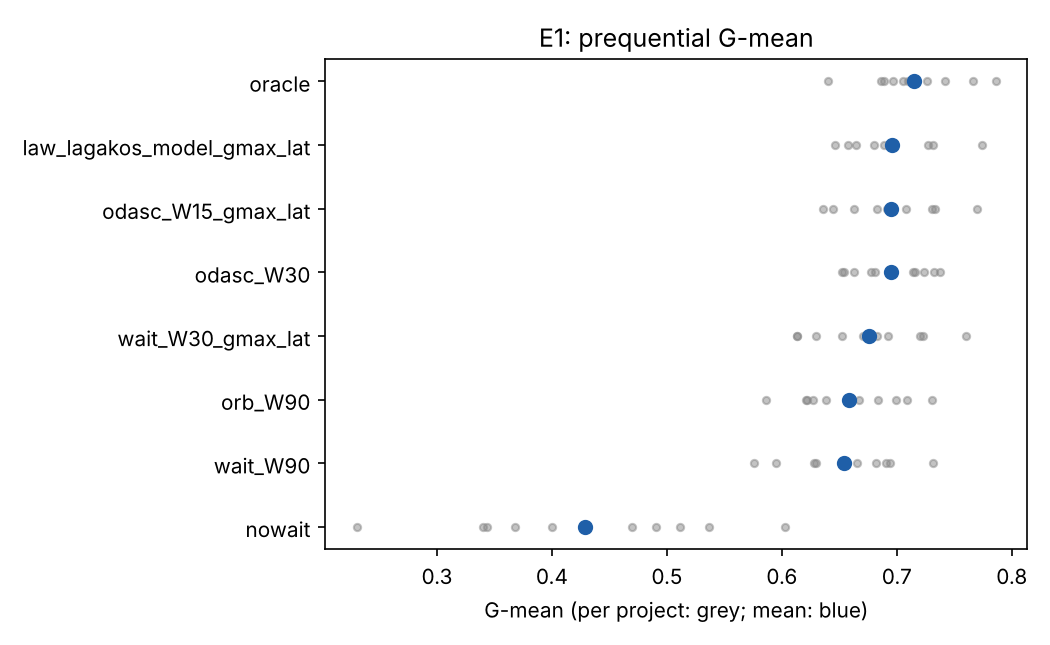 E1: prequential G-mean
oracle
law_lagakos_model_gmax_lat
odasc_W15_gmax_lat
odasc_W30
wait_W30_gmax_lat
orb_W90
wait_W90
nowait
0.3 0.4 0.5 0.6 0.7 0.8
G-mean (per project: grey; mean: blue)